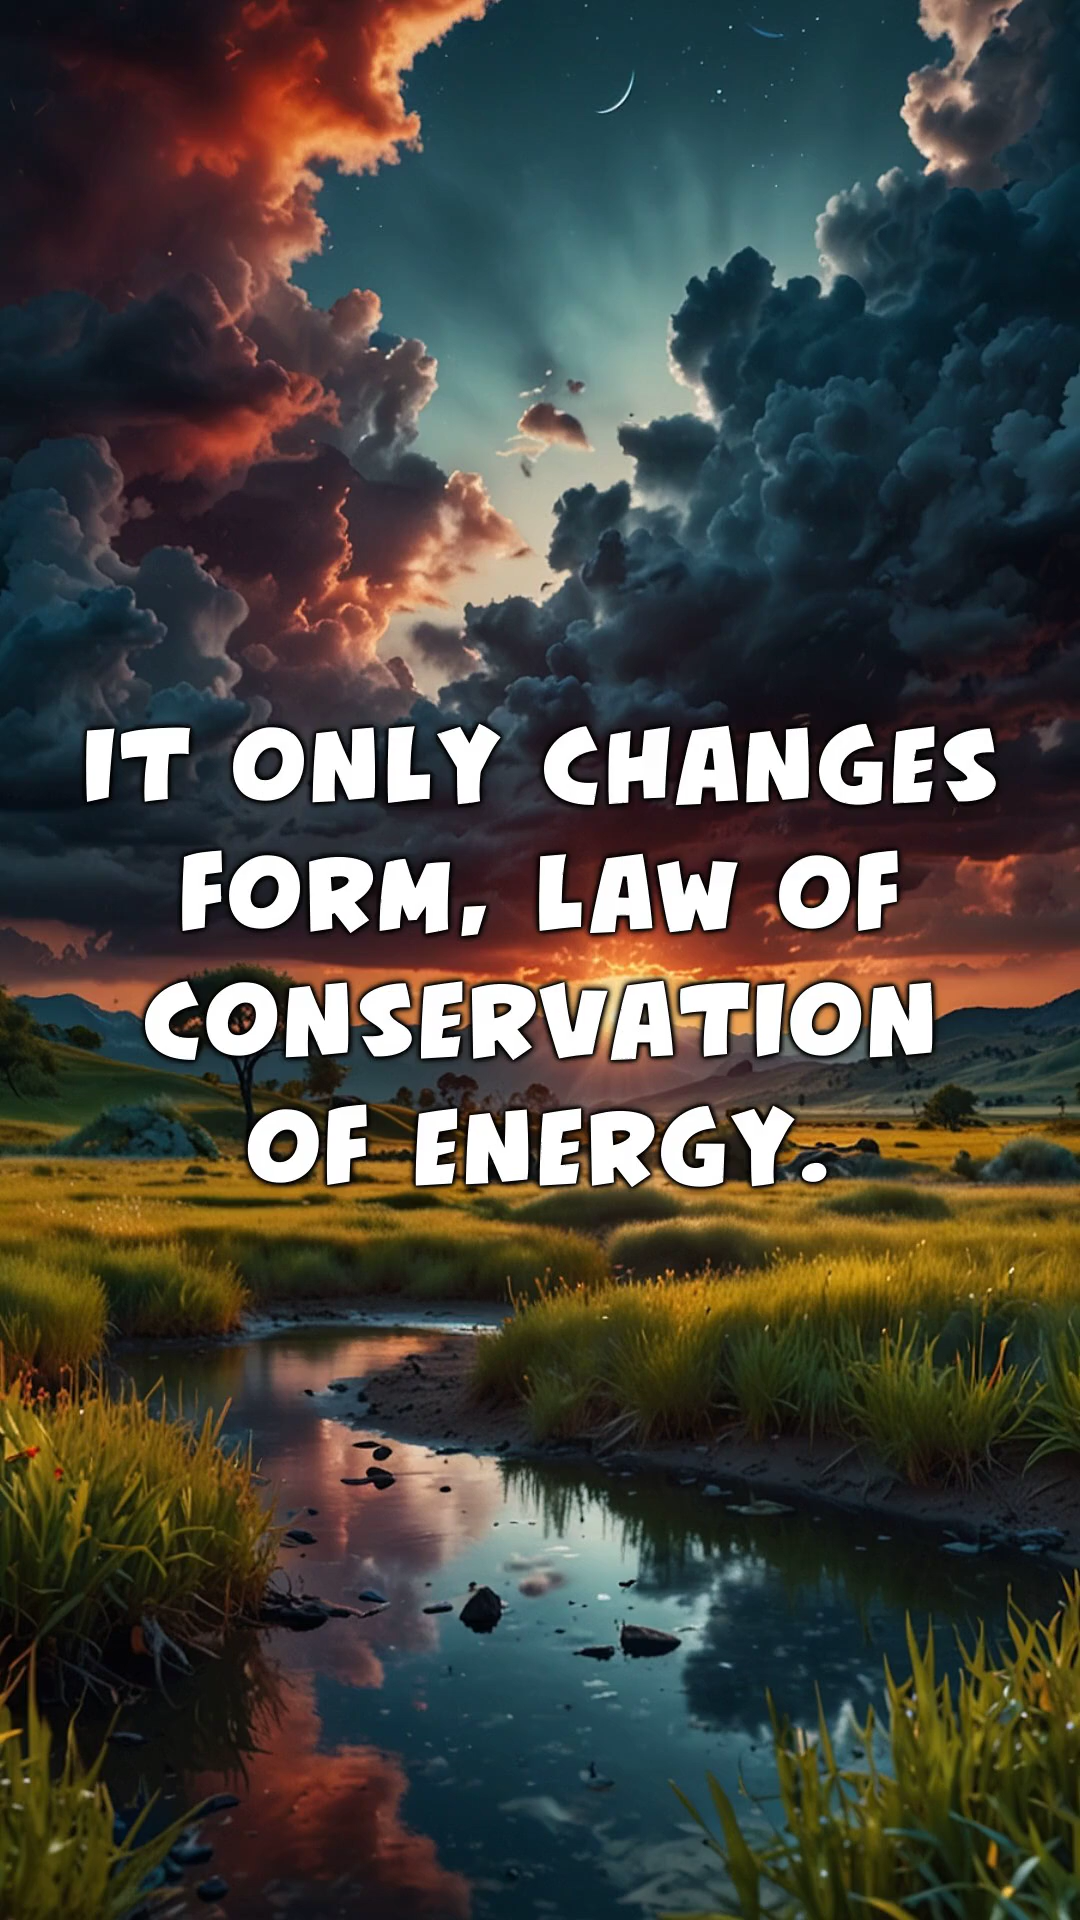 IT ONLY CHANGES
FORM, LAW OF
CONSERVATION
OF ENERGY.